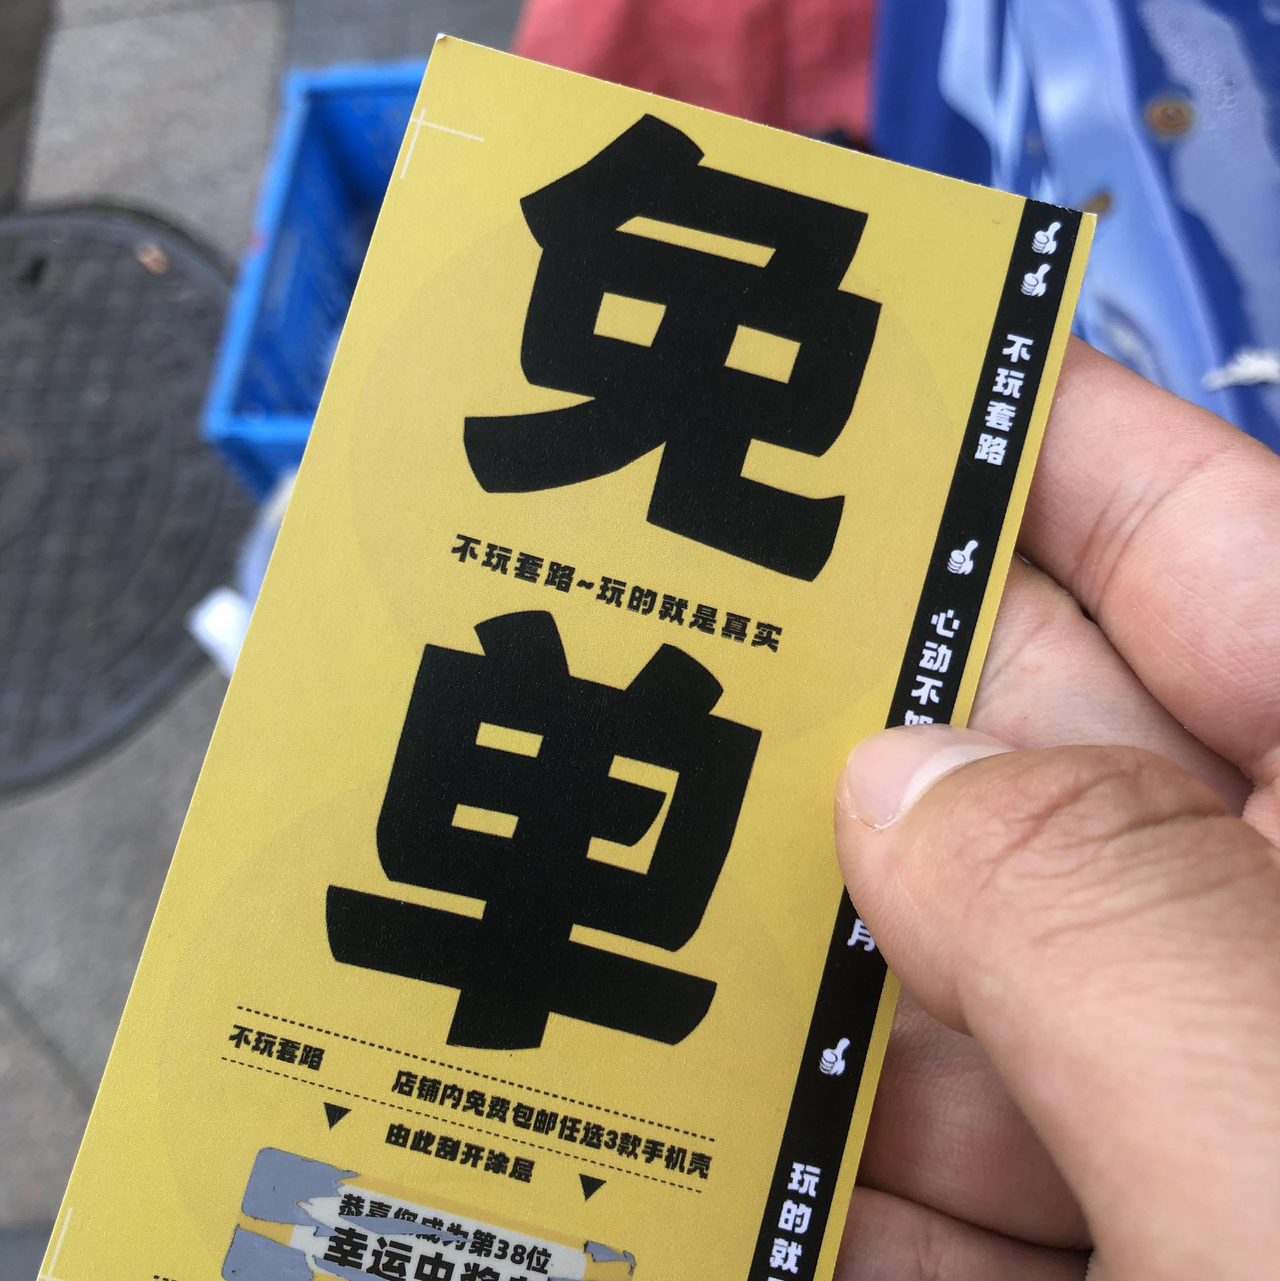 免
不玩套路~玩的就是真实
单
不玩套路
店铺内免费包邮任选3款手机壳
由此刮开涂层
恭喜您成为第38位
幸运中奖
不玩套路
心动不
月
玩的就